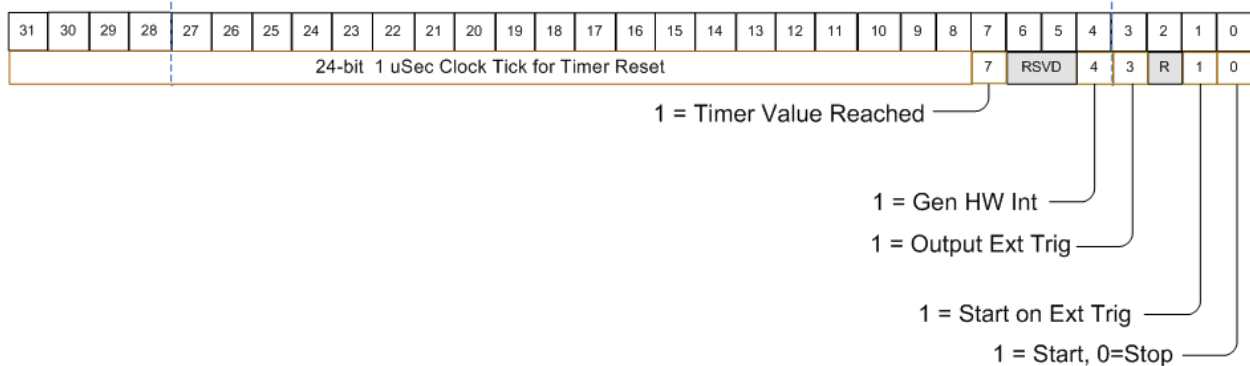 31 30 29 28 27 26 25 24 23 22 21 20 19 18 17 16 15 14 13 12 11 10 9 8 7 6 5 4 3 2 1 0
24-bit 1 uSec Clock Tick for Timer Reset 7 RSVD 4 3 R 1 0
1 = Timer Value Reached
1 = Gen HW Int
1 = Output Ext Trig
1 = Start on Ext Trig
1 = Start, 0=Stop